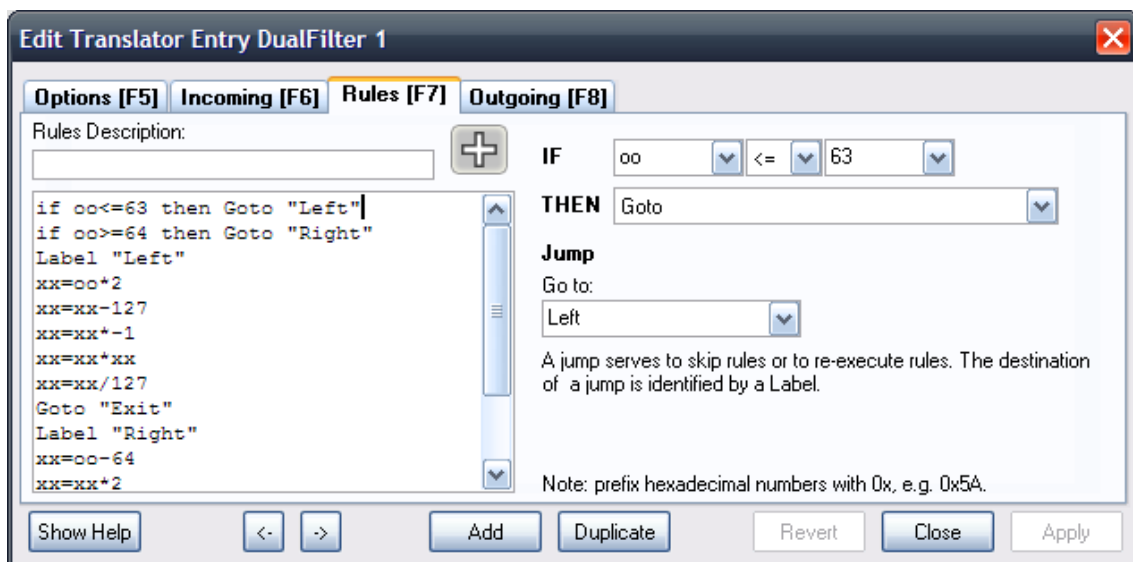 Edit Translator Entry DualFilter 1
Options [F5] Incoming [F6] Rules [F7] Outgoing [F8]
Rules Description:
if oo<=63 then Goto "Left"
if oo>=64 then Goto "Right"
Label "Left"
xx=oo*2
xx=xx-127
xx=xx*-1
xx=xx*xx
xx=xx/127
Goto "Exit"
Label "Right"
xx=oo-64
xx=xx*2
IF oo <= 63
THEN Goto
Jump
Go to:
Left
A jump serves to skip rules or to re-execute rules. The destination
of a jump is identified by a Label.
Note: prefix hexadecimal numbers with 0x, e.g. 0x5A.
Show Help <- -> Add Duplicate Revert Close Apply